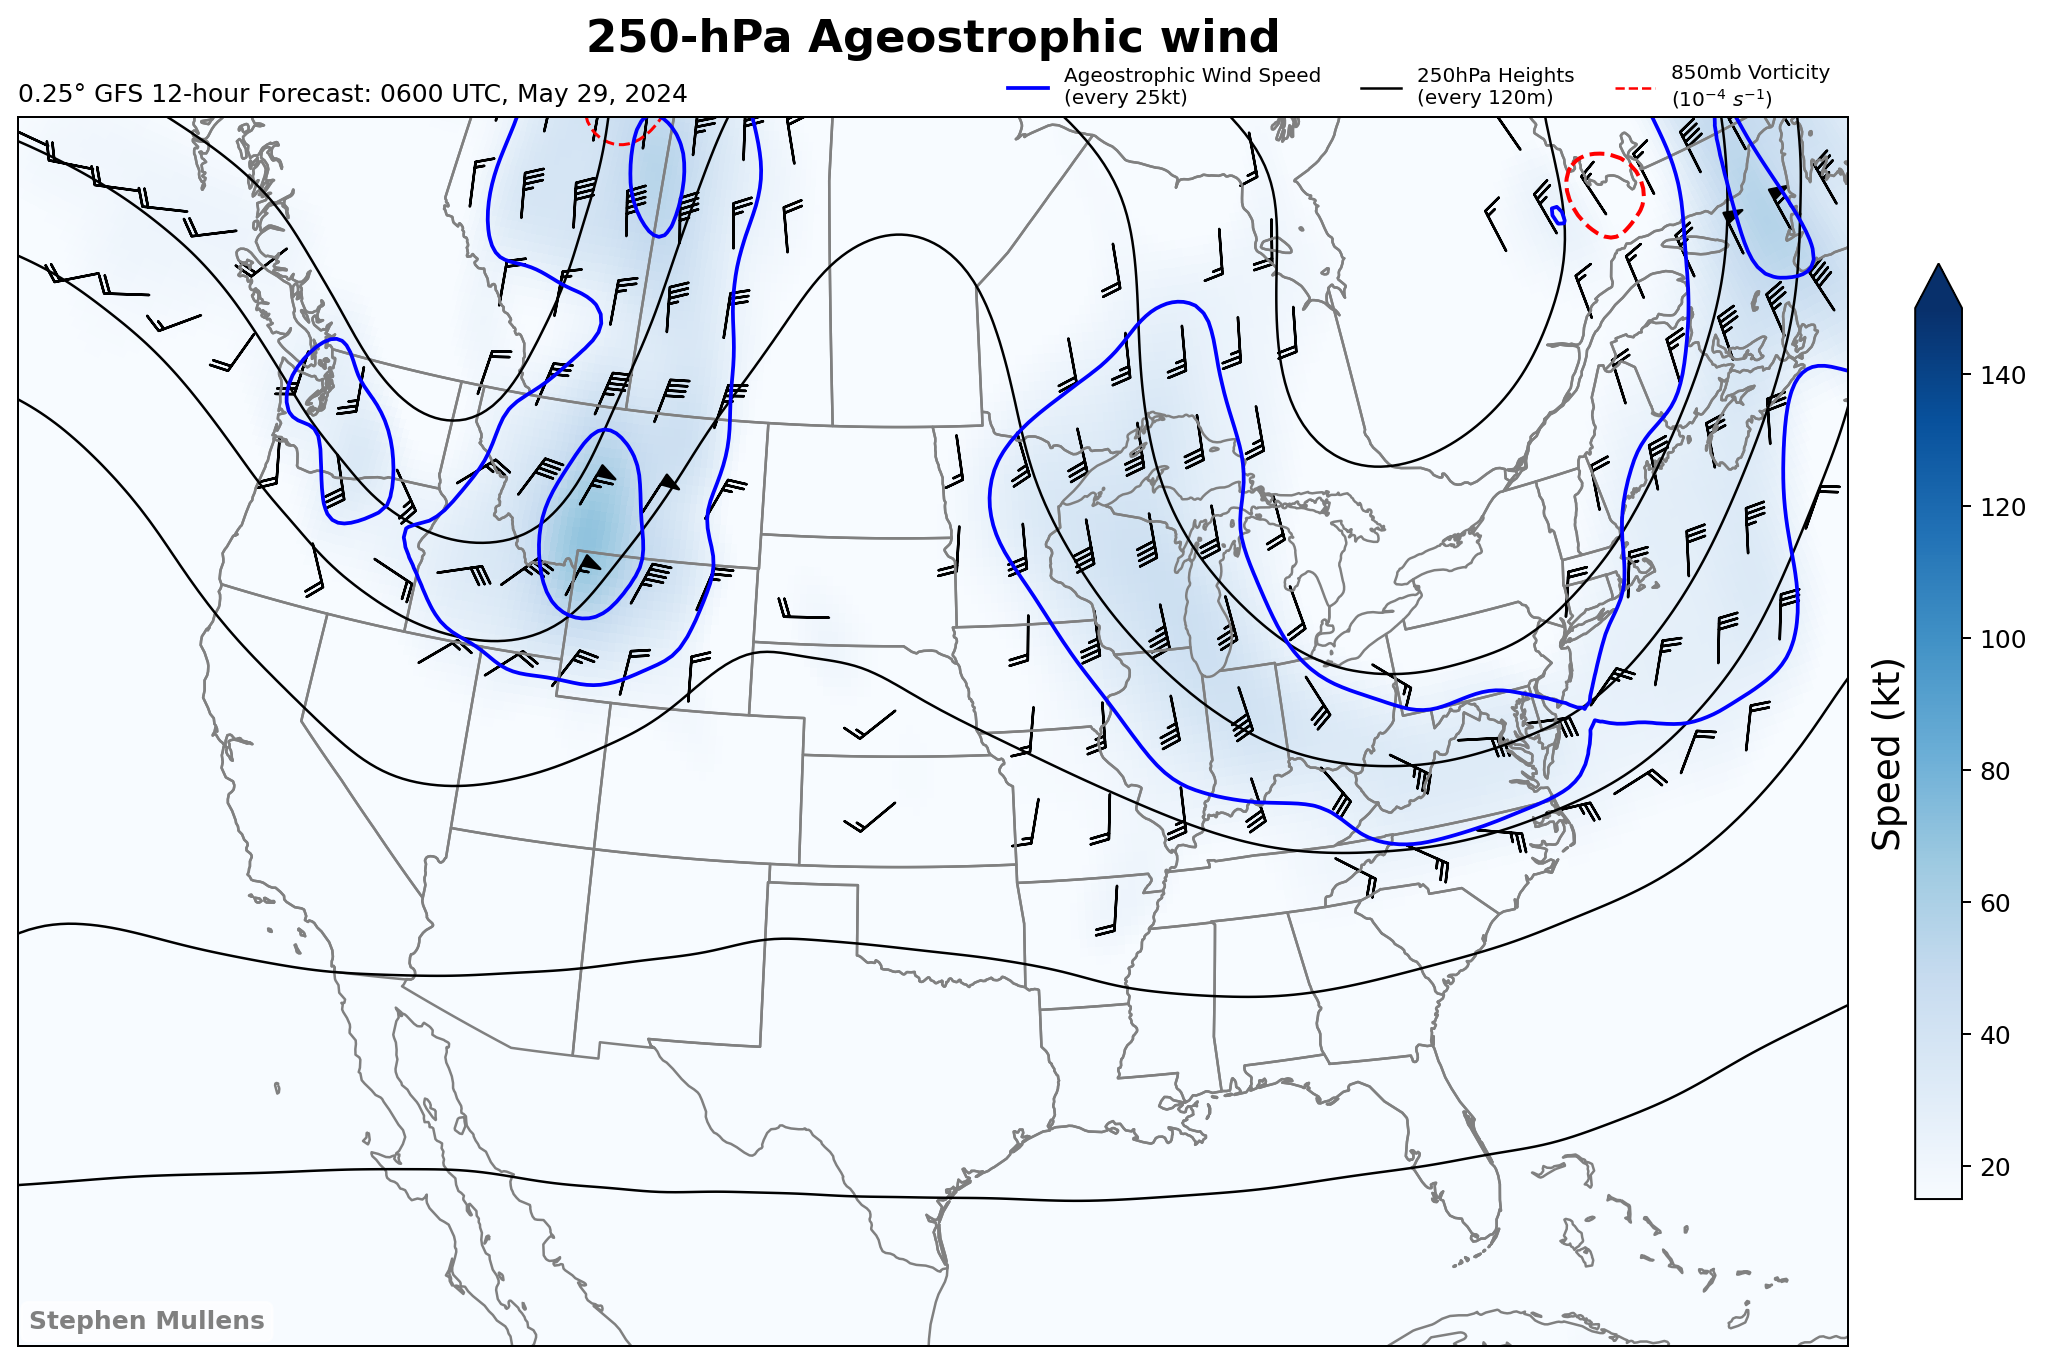 250-hPa Ageostrophic wind
0.25° GFS 12-hour Forecast: 0600 UTC, May 29, 2024
Ageostrophic Wind Speed
(every 25kt)
250hPa Heights
(every 120m)
850mb Vorticity
(10⁻⁴ s⁻¹)
140
120
100
80
60
40
20
Speed (kt)
Stephen Mullens